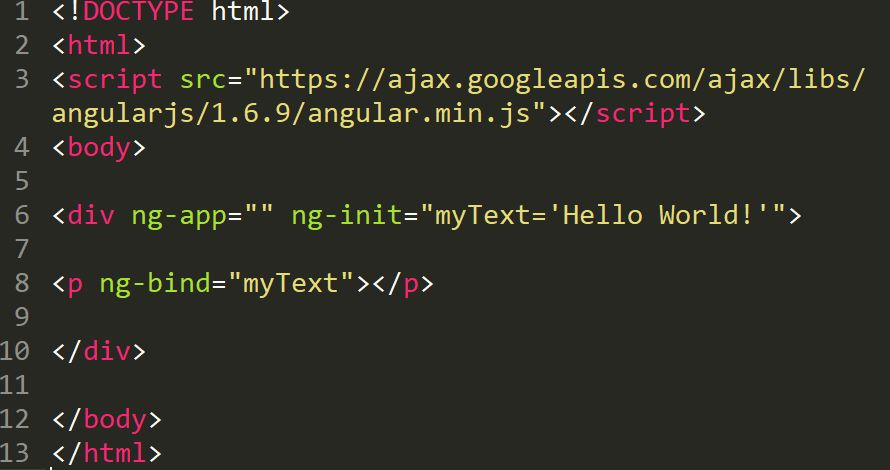 1 <!DOCTYPE html>
2 <html>
3 <script src="https://ajax.googleapis.com/ajax/libs/
angularjs/1.6.9/angular.min.js"></script>
4 <body>
5
6 <div ng-app="" ng-init="myText='Hello World!'">
7
8 <p ng-bind="myText"></p>
9
10 </div>
11
12 </body>
13 </html>